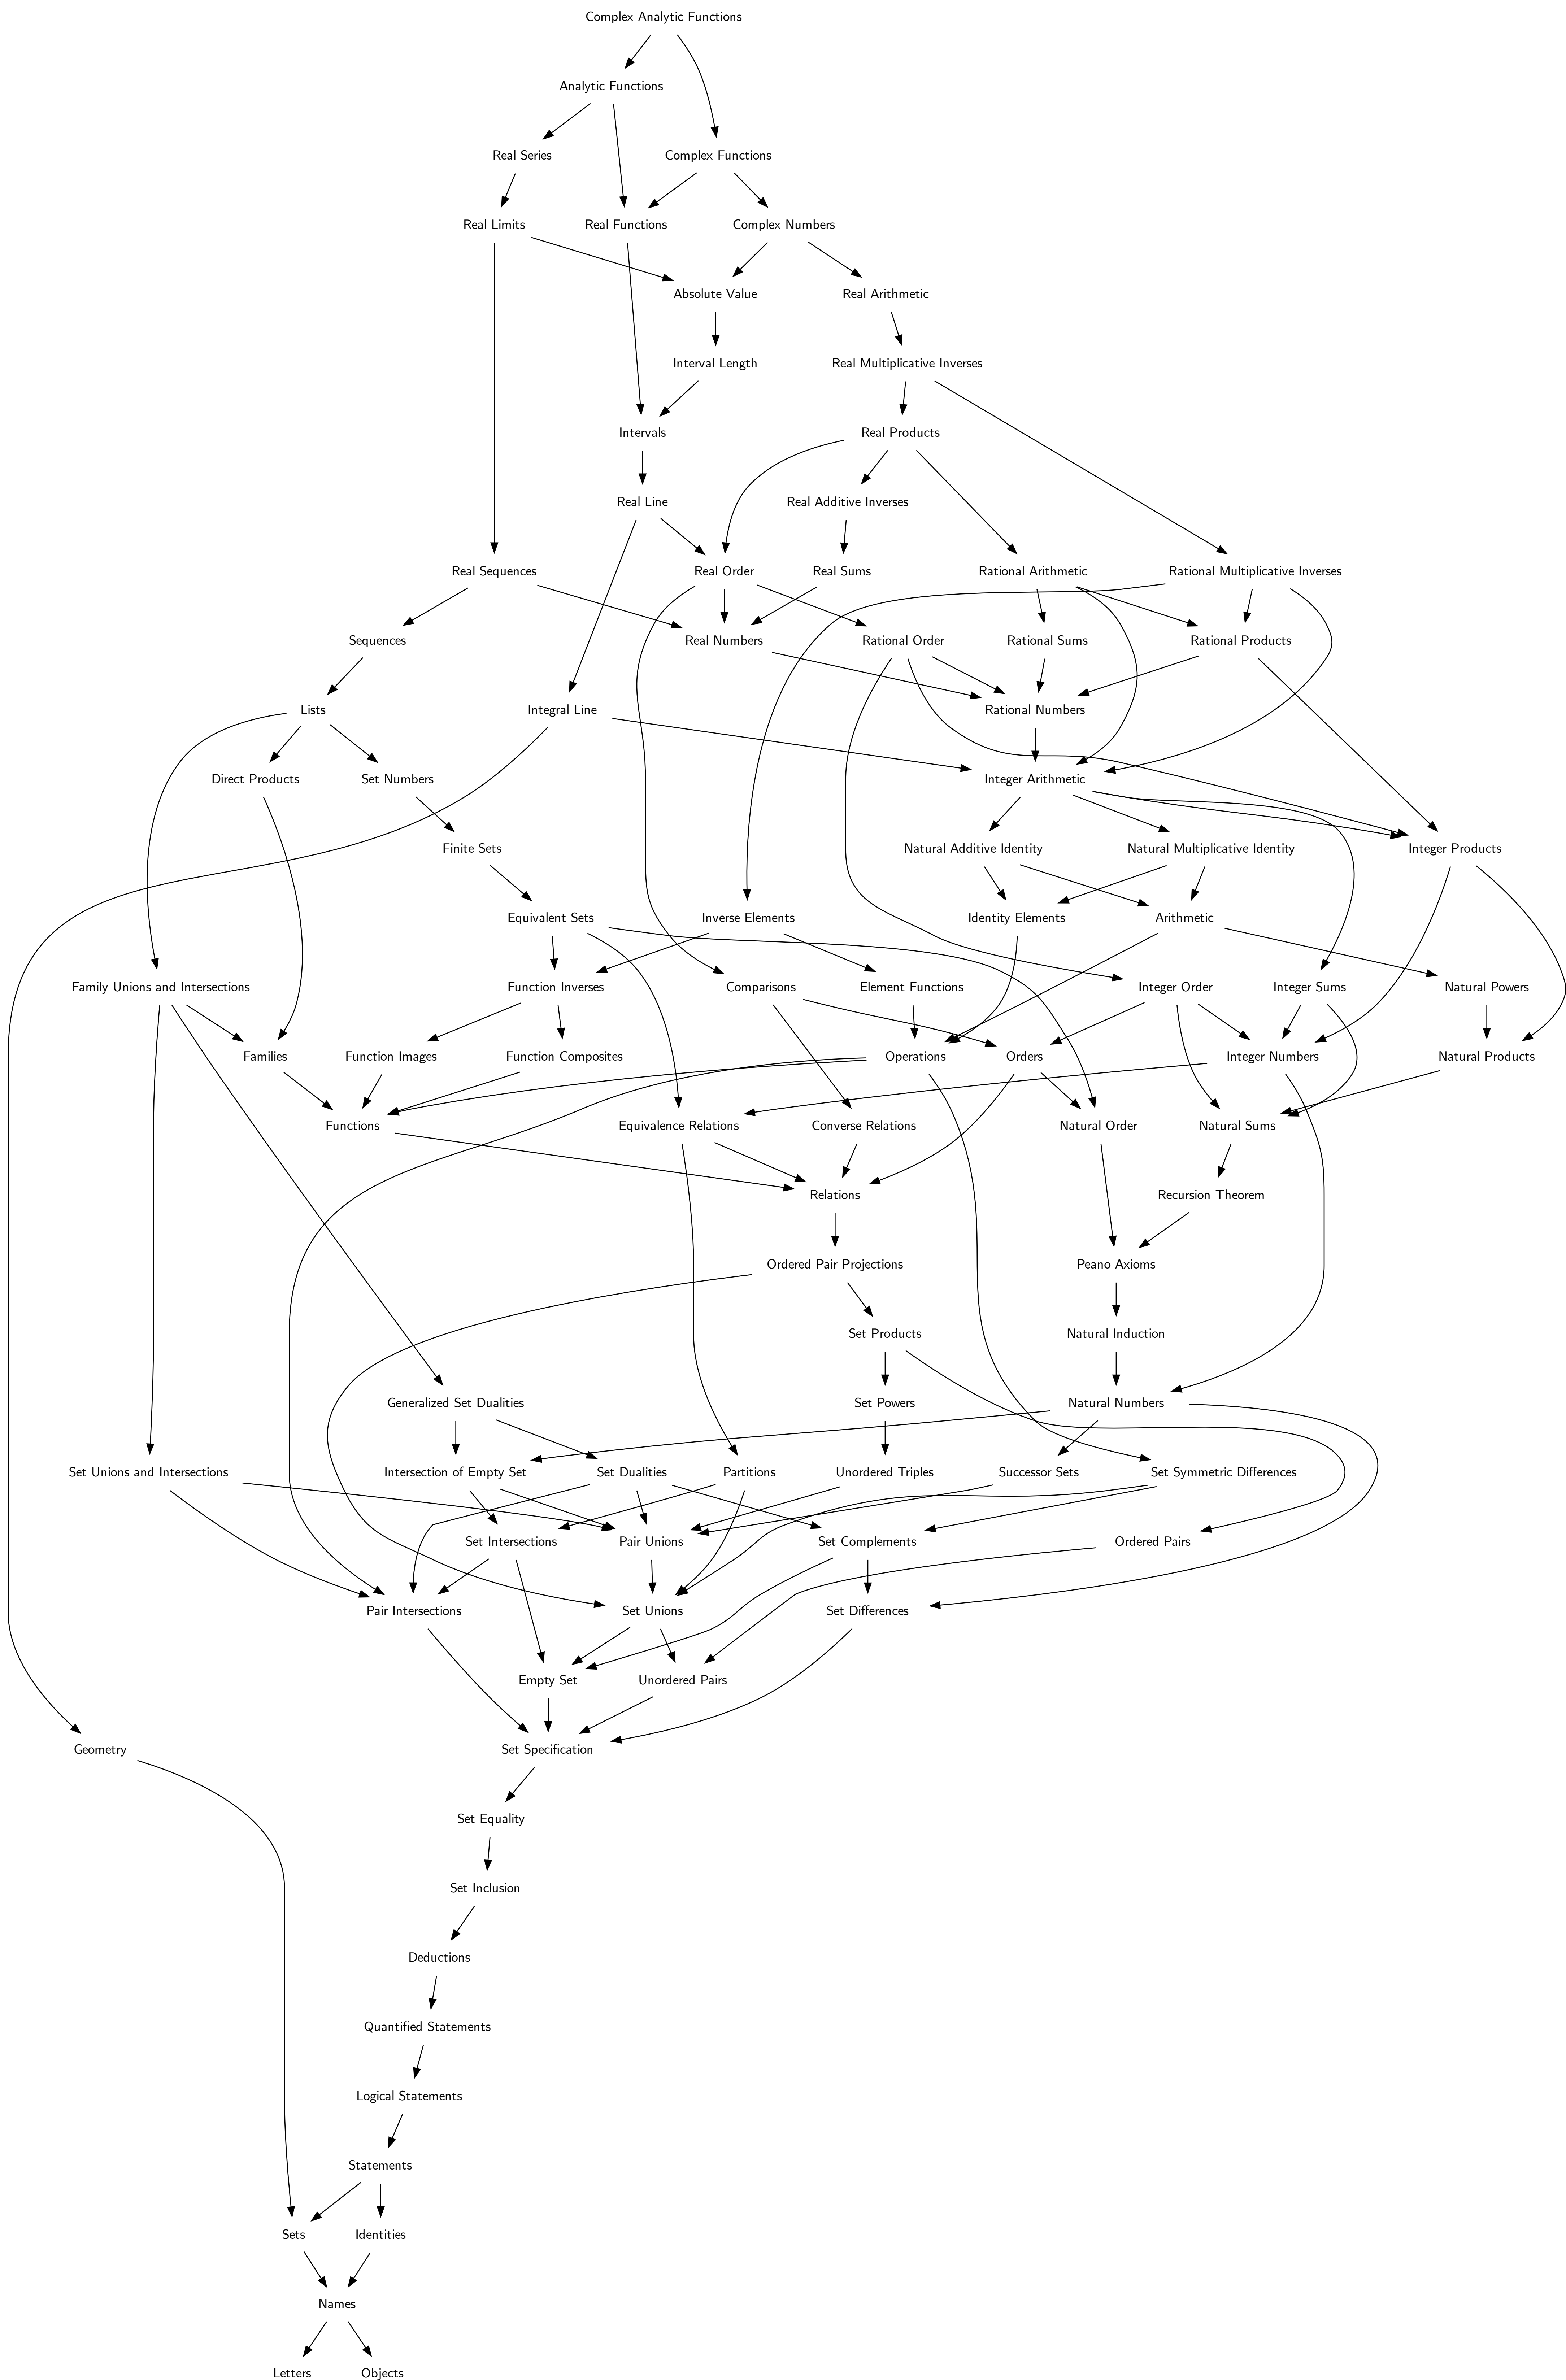 Complex Analytic Functions
Analytic Functions
Real Series
Complex Functions
Real Limits
Real Functions
Complex Numbers
Absolute Value
Real Arithmetic
Interval Length
Real Multiplicative Inverses
Intervals
Real Products
Real Line
Real Additive Inverses
Real Sequences
Real Order
Real Sums
Rational Arithmetic
Rational Multiplicative Inverses
Sequences
Real Numbers
Rational Order
Rational Sums
Rational Products
Lists
Integral Line
Rational Numbers
Direct Products
Set Numbers
Integer Arithmetic
Finite Sets
Natural Additive Identity
Natural Multiplicative Identity
Integer Products
Equivalent Sets
Inverse Elements
Identity Elements
Arithmetic
Family Unions and Intersections
Function Inverses
Comparisons
Element Functions
Integer Order
Integer Sums
Natural Powers
Families
Function Images
Function Composites
Operations
Orders
Integer Numbers
Natural Products
Functions
Equivalence Relations
Converse Relations
Natural Order
Natural Sums
Relations
Recursion Theorem
Ordered Pair Projections
Peano Axioms
Set Products
Natural Induction
Generalized Set Dualities
Set Powers
Natural Numbers
Set Unions and Intersections
Intersection of Empty Set
Set Dualities
Partitions
Unordered Triples
Successor Sets
Set Symmetric Differences
Set Intersections
Pair Unions
Set Complements
Ordered Pairs
Pair Intersections
Set Unions
Set Differences
Empty Set
Unordered Pairs
Geometry
Set Specification
Set Equality
Set Inclusion
Deductions
Quantified Statements
Logical Statements
Statements
Sets
Identities
Names
Letters
Objects